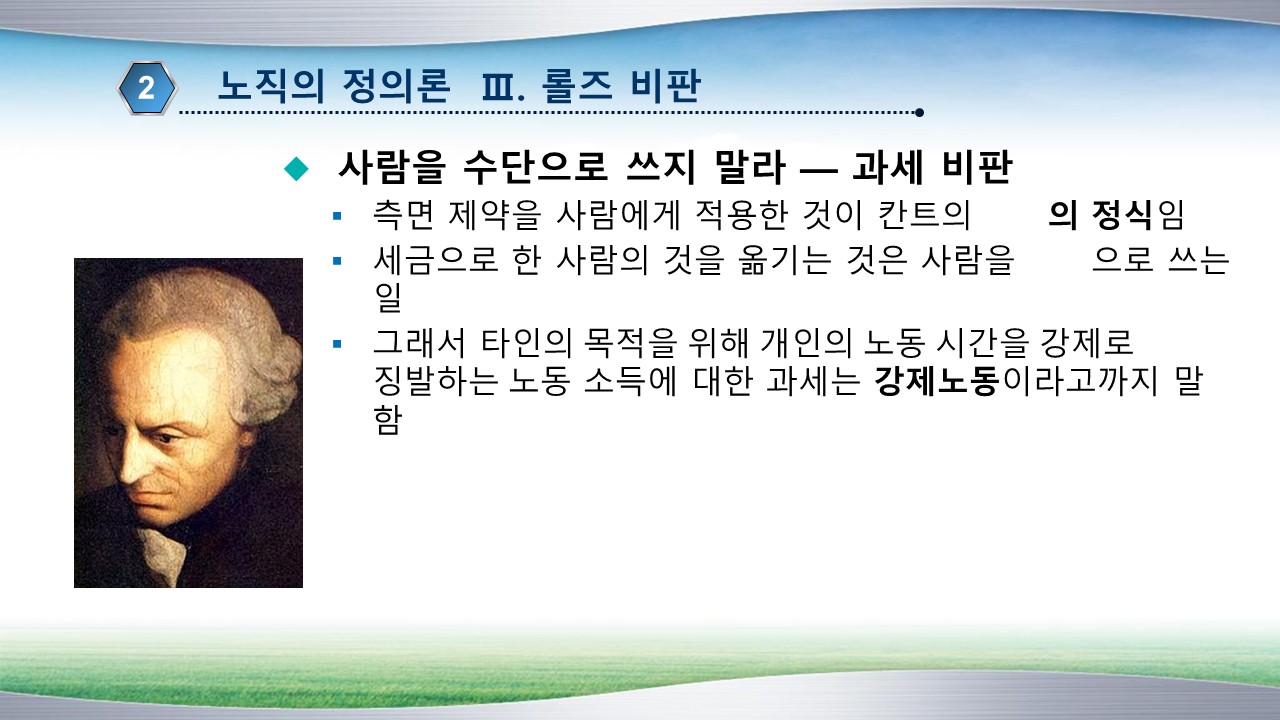 2
노직의 정의론 Ⅲ. 롤즈 비판
사람을 수단으로 쓰지 말라 — 과세 비판
측면 제약을 사람에게 적용한 것이 칸트의 의 정식임
세금으로 한 사람의 것을 옮기는 것은 사람을 으로 쓰는
일
그래서 타인의 목적을 위해 개인의 노동 시간을 강제로
징발하는 노동 소득에 대한 과세는 강제노동이라고까지 말
함